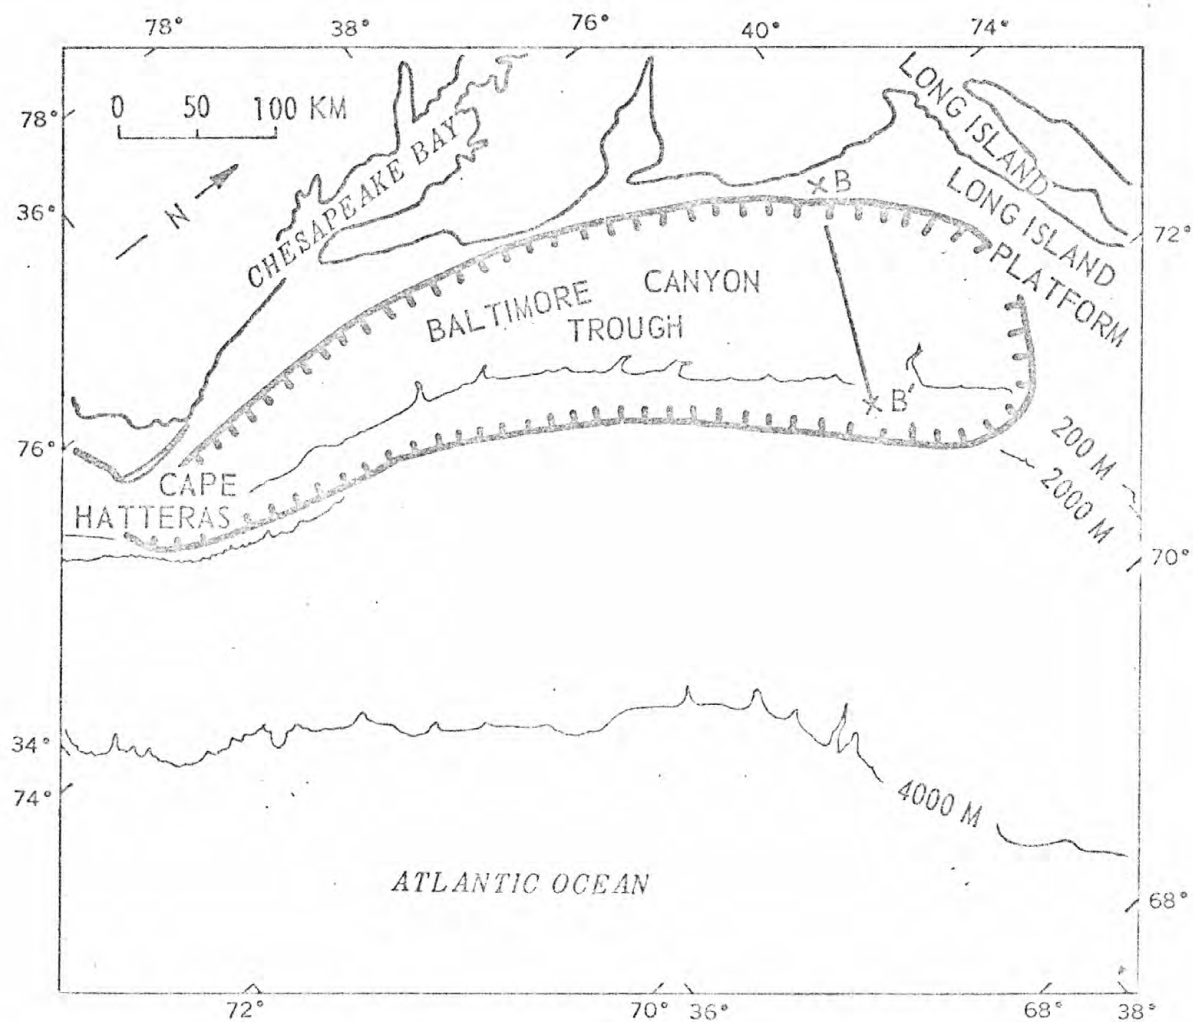 78° 38° 76° 40° 74°
0 50 100 KM
78°
N
CHESAPEAKE BAY
LONG ISLAND
B
36°
LONG ISLAND
PLATFORM
72°
BALTIMORE CANYON
TROUGH
B'
76°
200 M
2000 M
CAPE
HATTERAS
70°
34°
74°
4000 M
ATLANTIC OCEAN
68°
72° 70° 36° 68° 38°